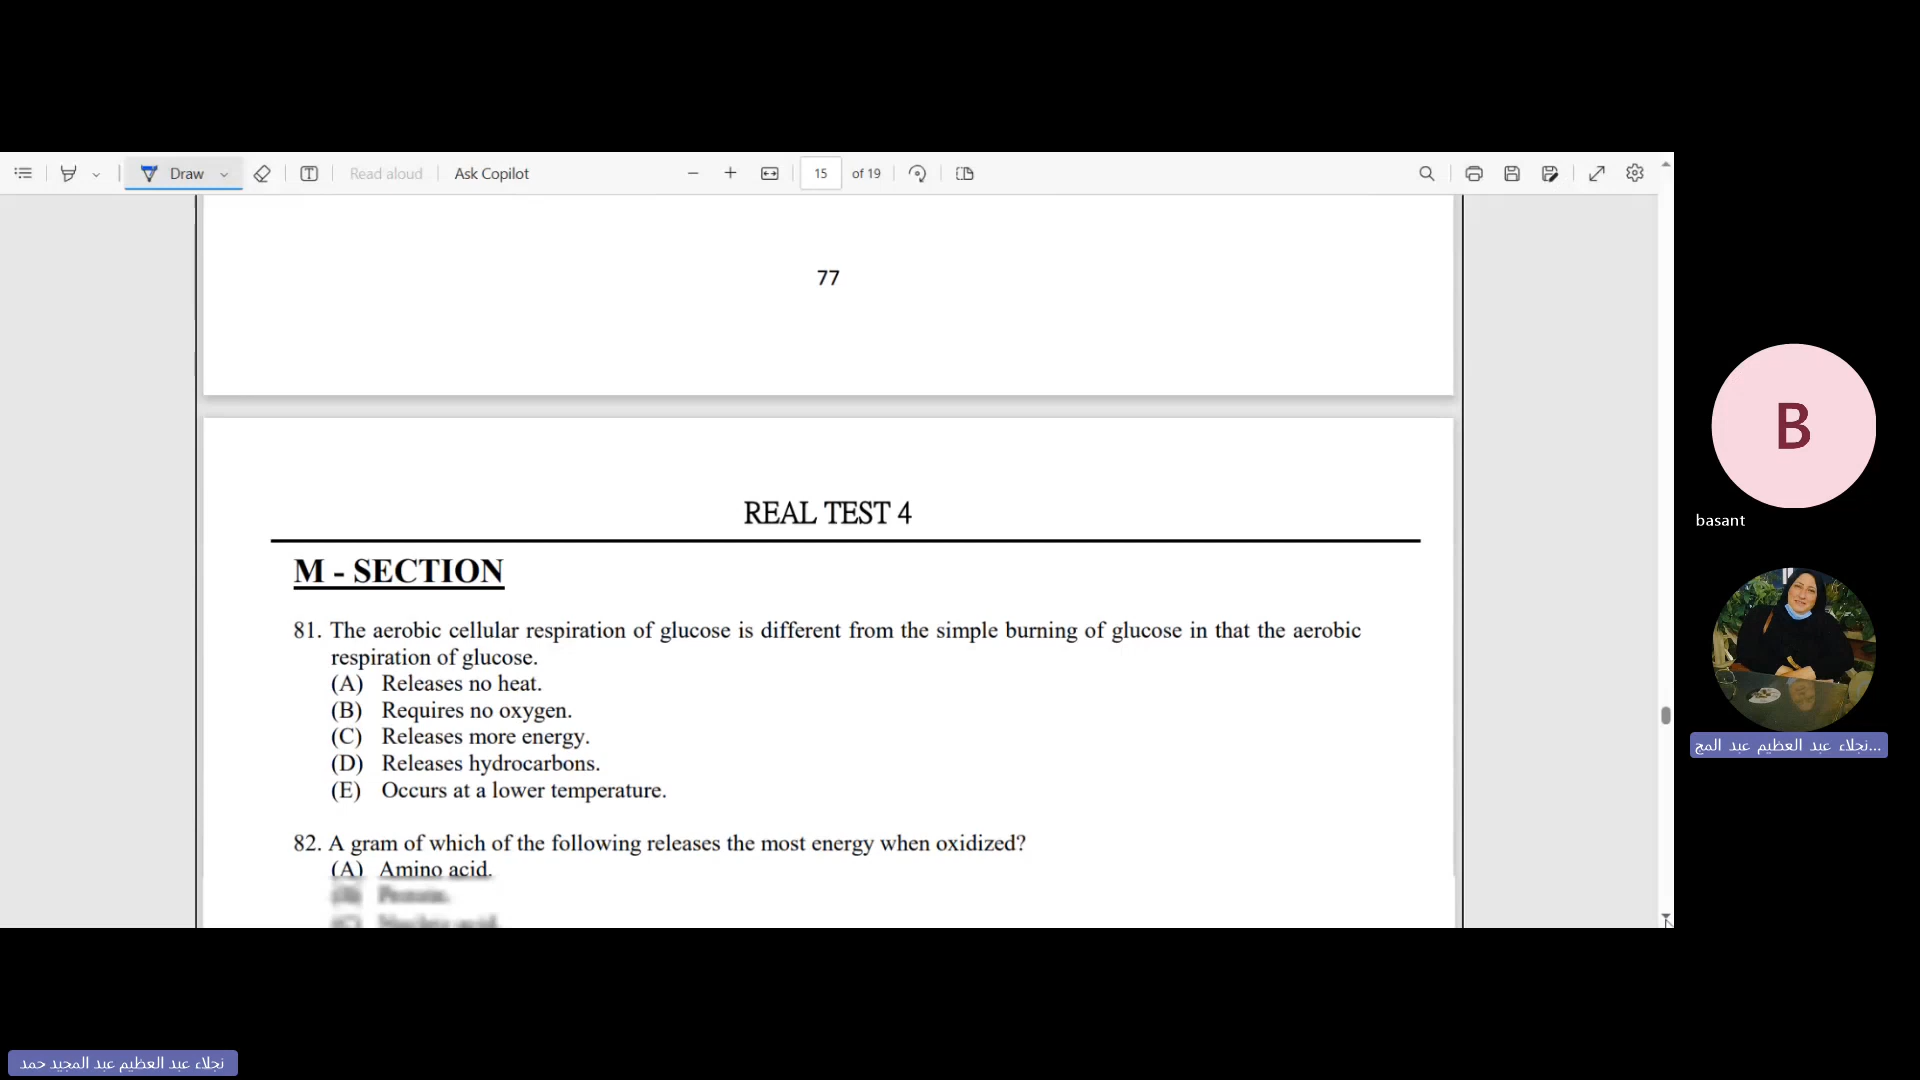 Draw
Read aloud
Ask Copilot
15 of 19
77
REAL TEST 4
M - SECTION
81. The aerobic cellular respiration of glucose is different from the simple burning of glucose in that the aerobic
respiration of glucose.
(A) Releases no heat.
(B) Requires no oxygen.
(C) Releases more energy.
(D) Releases hydrocarbons.
(E) Occurs at a lower temperature.
82. A gram of which of the following releases the most energy when oxidized?
(A) Amino acid.
B
basant
نجلاء عبد العظيم عبد المج...
نجلاء عبد العظيم عبد المجيد حمد